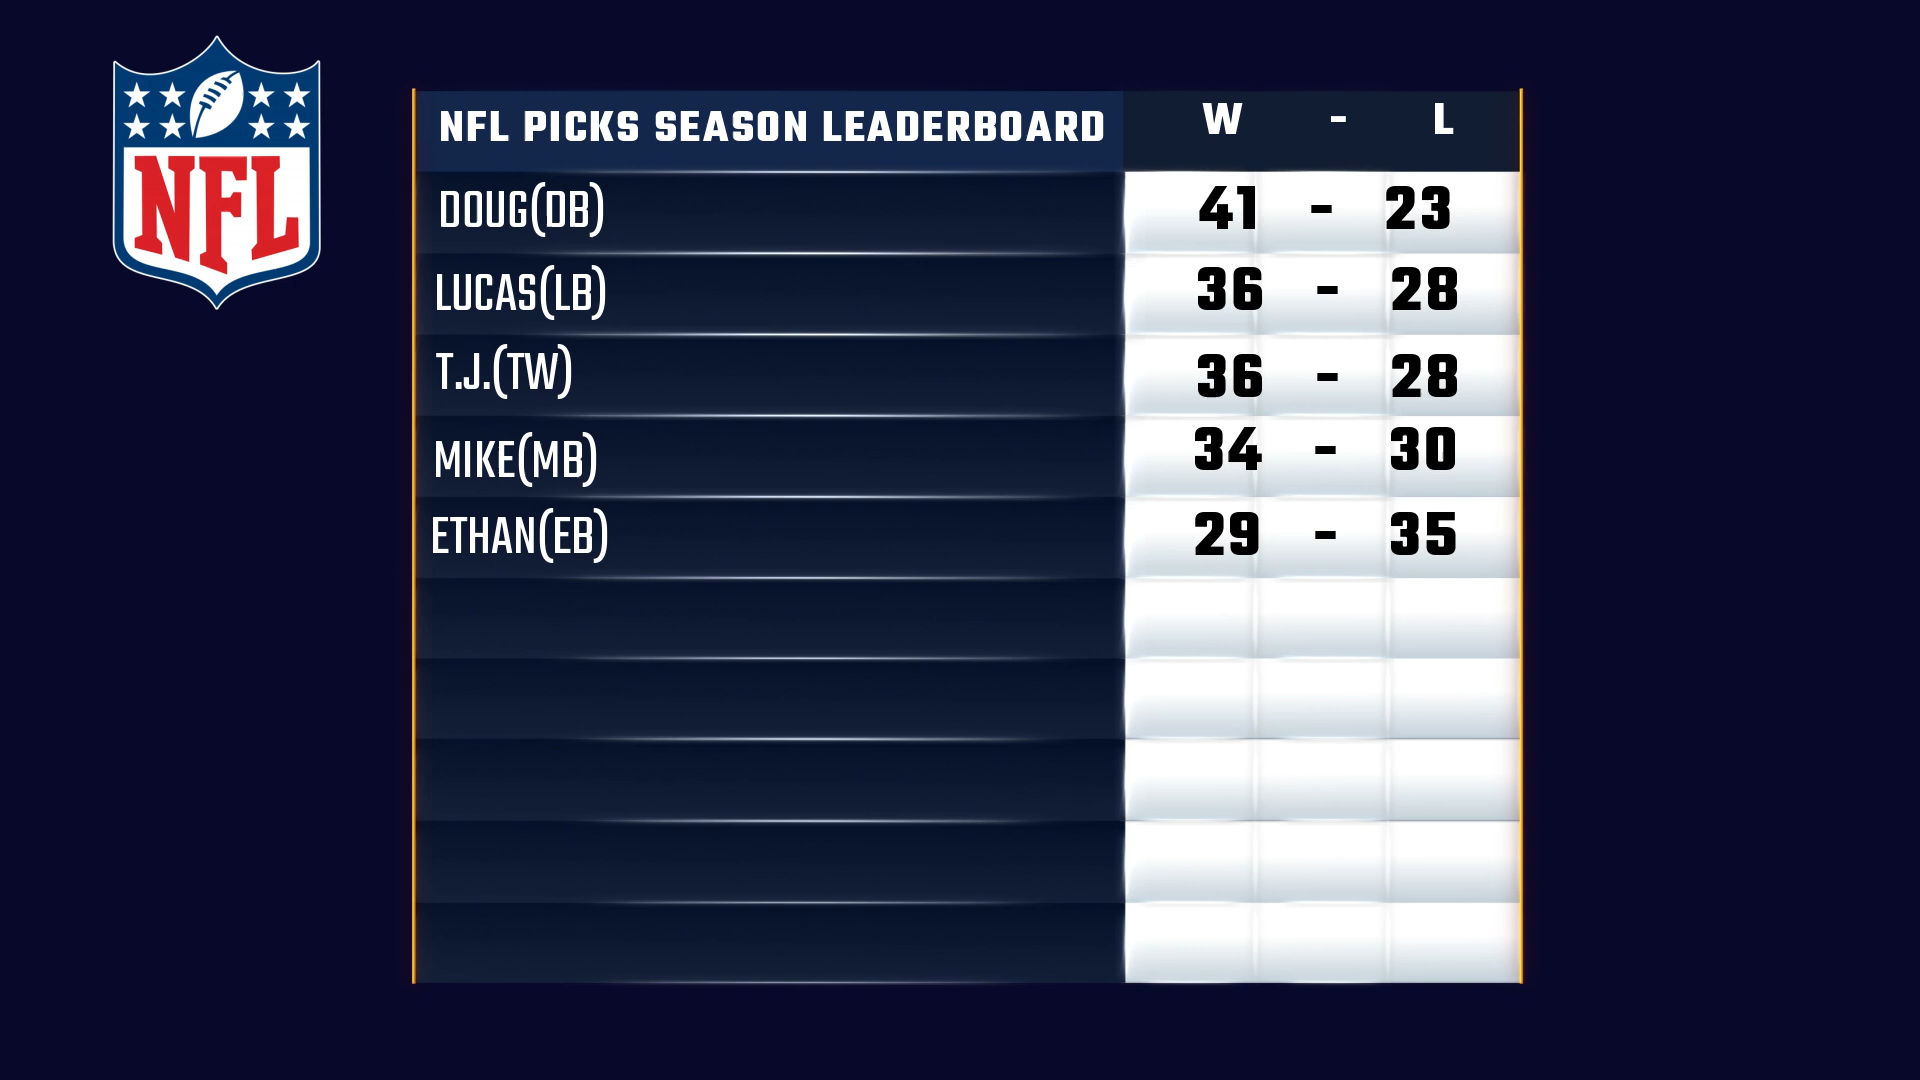 NFL
NFL PICKS SEASON LEADERBOARD W - L
DOUG(DB) 41 - 23
LUCAS(LB) 36 - 28
T.J.(TW) 36 - 28
MIKE(MB) 34 - 30
ETHAN(EB) 29 - 35